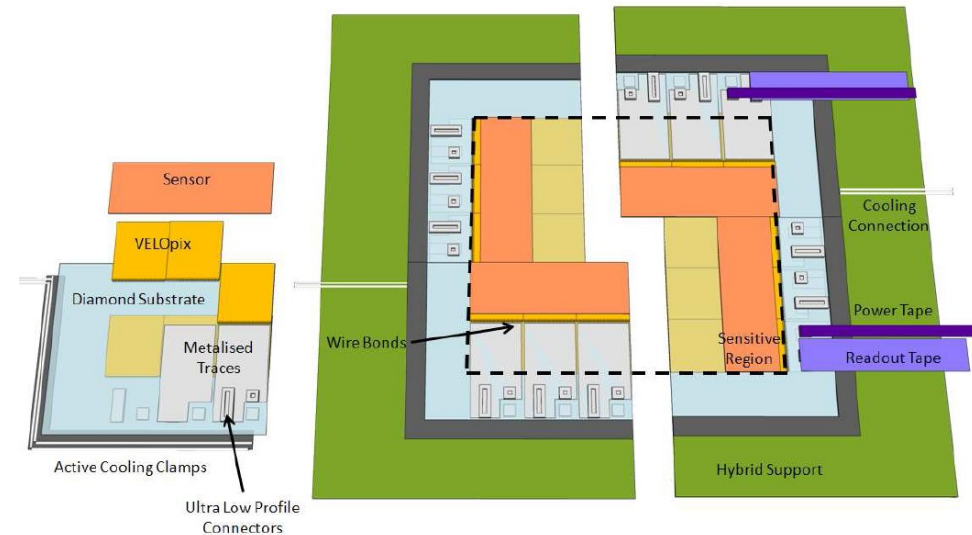 Sensor
VELOpix
Diamond Substrate
Metalised
Traces
Active Cooling Clamps
Ultra Low Profile
Connectors
Wire Bonds
Sensitive
Region
Cooling
Connection
Power Tape
Readout Tape
Hybrid Support